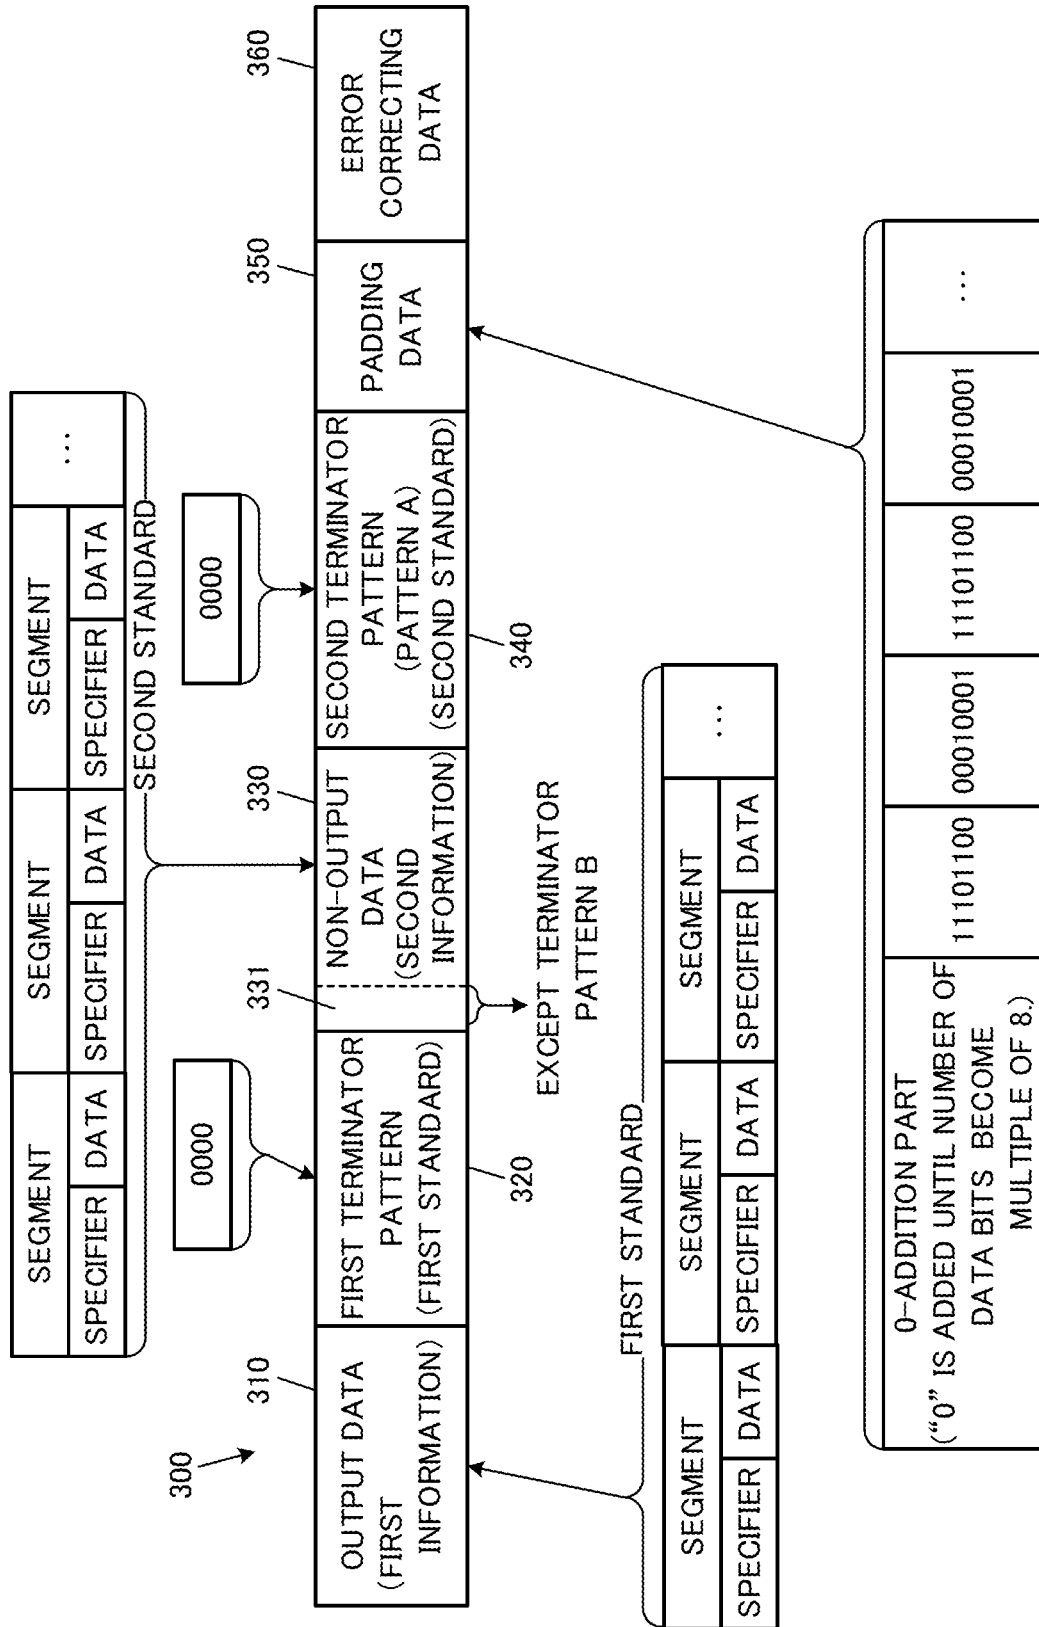 SEGMENT
SEGMENT
SEGMENT
...
SPECIFIER
DATA
SPECIFIER
DATA
SPECIFIER
DATA
SECOND STANDARD
0000
0000
300
310
320
331
330
340
350
360
OUTPUT DATA
(FIRST
INFORMATION)
FIRST TERMINATOR
PATTERN
(FIRST STANDARD)
NON-OUTPUT
DATA
(SECOND
INFORMATION)
SECOND TERMINATOR
PATTERN
(PATTERN A)
(SECOND STANDARD)
PADDING
DATA
ERROR
CORRECTING
DATA
EXCEPT TERMINATOR
PATTERN B
FIRST STANDARD
SEGMENT
SEGMENT
SEGMENT
...
SPECIFIER
DATA
SPECIFIER
DATA
SPECIFIER
DATA
0-ADDITION PART
(“0” IS ADDED UNTIL NUMBER OF
DATA BITS BECOME
MULTIPLE OF 8.)
11101100
00010001
11101100
00010001
...